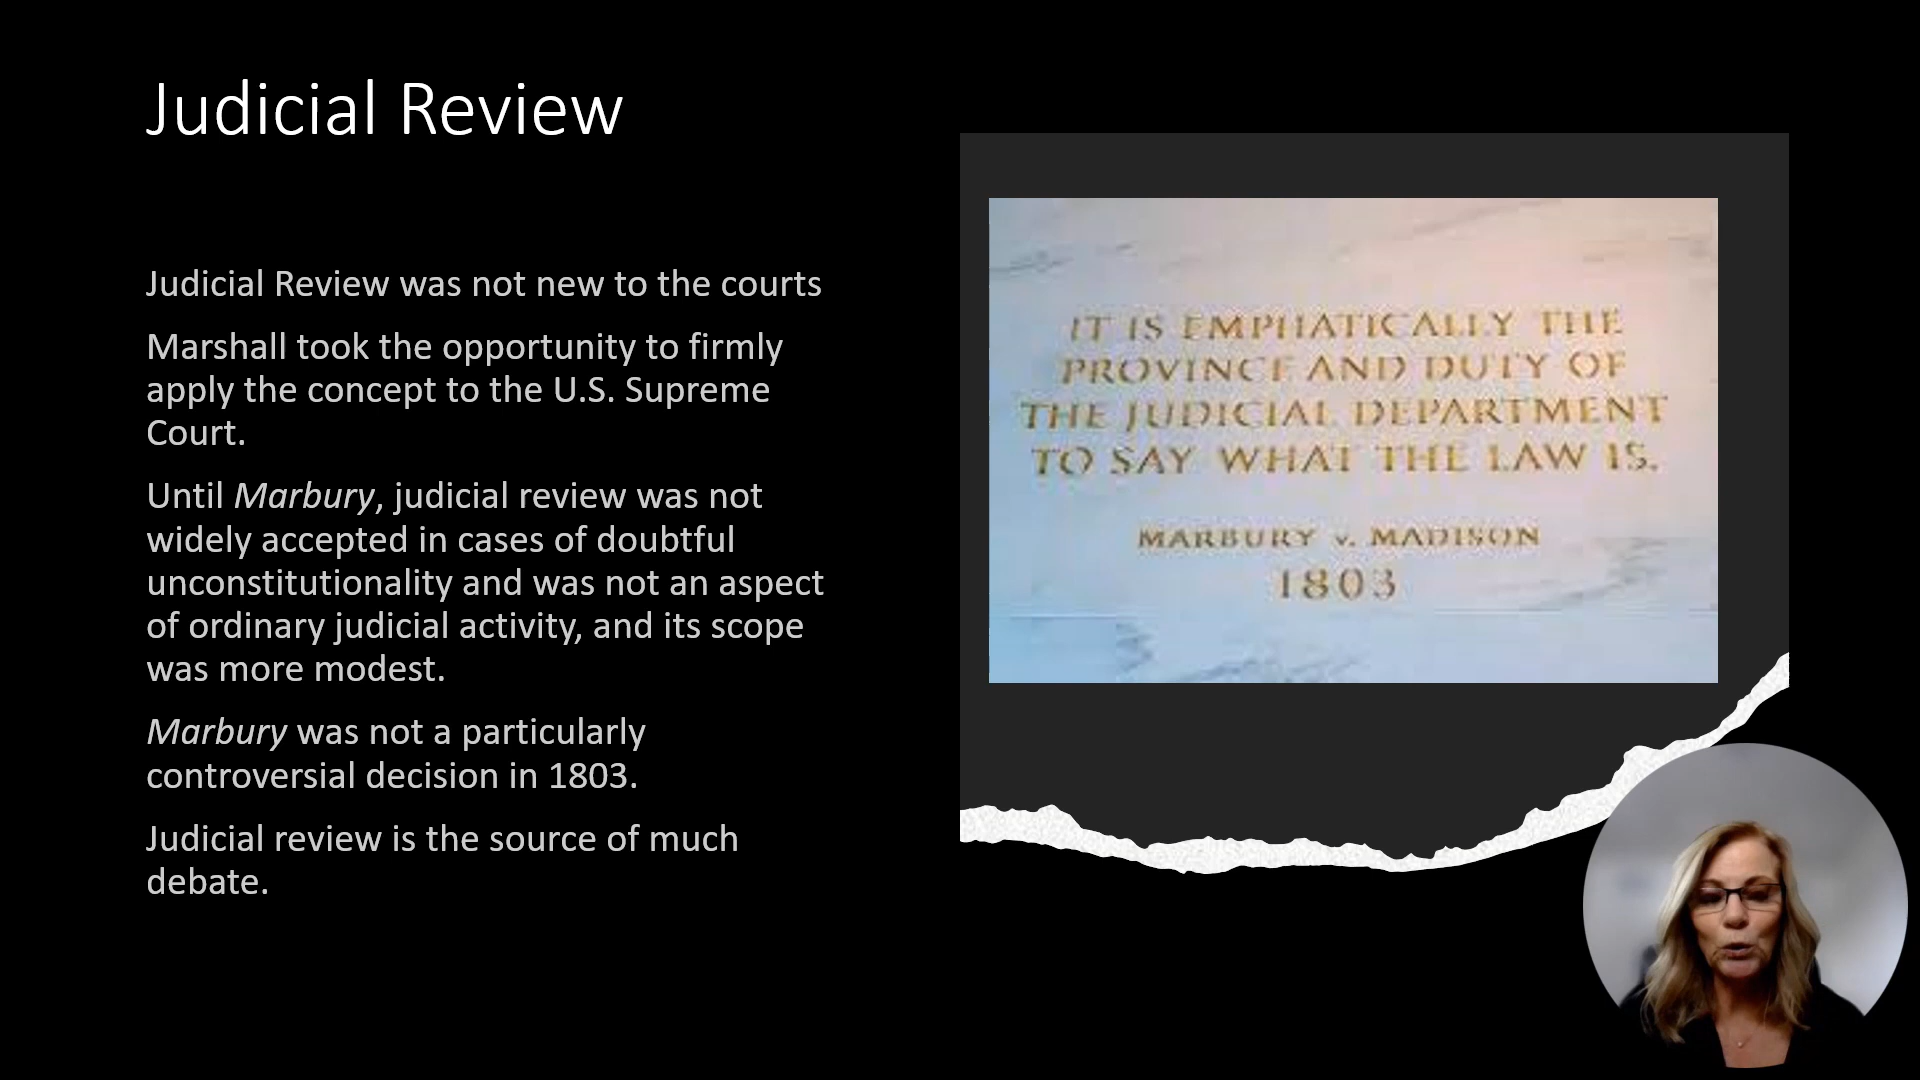 Judicial Review
Judicial Review was not new to the courts
Marshall took the opportunity to firmly
apply the concept to the U.S. Supreme
Court.
Until Marbury, judicial review was not
widely accepted in cases of doubtful
unconstitutionality and was not an aspect
of ordinary judicial activity, and its scope
was more modest.
Marbury was not a particularly
controversial decision in 1803.
Judicial review is the source of much
debate.
IT IS EMPHATICALLY THE
PROVINCE AND DUTY OF
THE JUDICIAL DEPARTMENT
TO SAY WHAT THE LAW IS.
MARBURY v. MADISON
1803